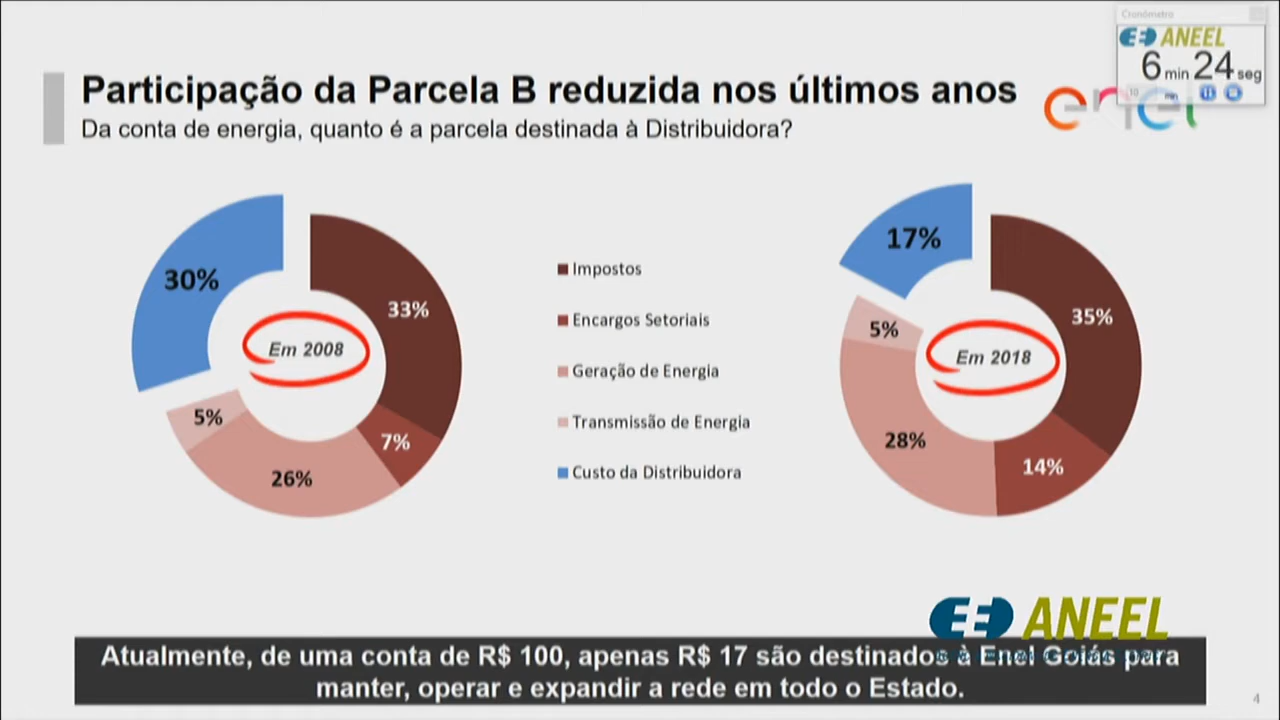 Cronómetro
ANEEL
6 min 24 seg
10 min
Participação da Parcela B reduzida nos últimos anos
Da conta de energia, quanto é a parcela destinada à Distribuidora?
enel
30%
33%
7%
26%
5%
Em 2008
Impostos
Encargos Setoriais
Geração de Energia
Transmissão de Energia
Custo da Distribuidora
17%
35%
14%
28%
5%
Em 2018
ANEEL
Atualmente, de uma conta de R$ 100, apenas R$ 17 são destinados à Enel Goiás para
manter, operar e expandir a rede em todo o Estado.
4